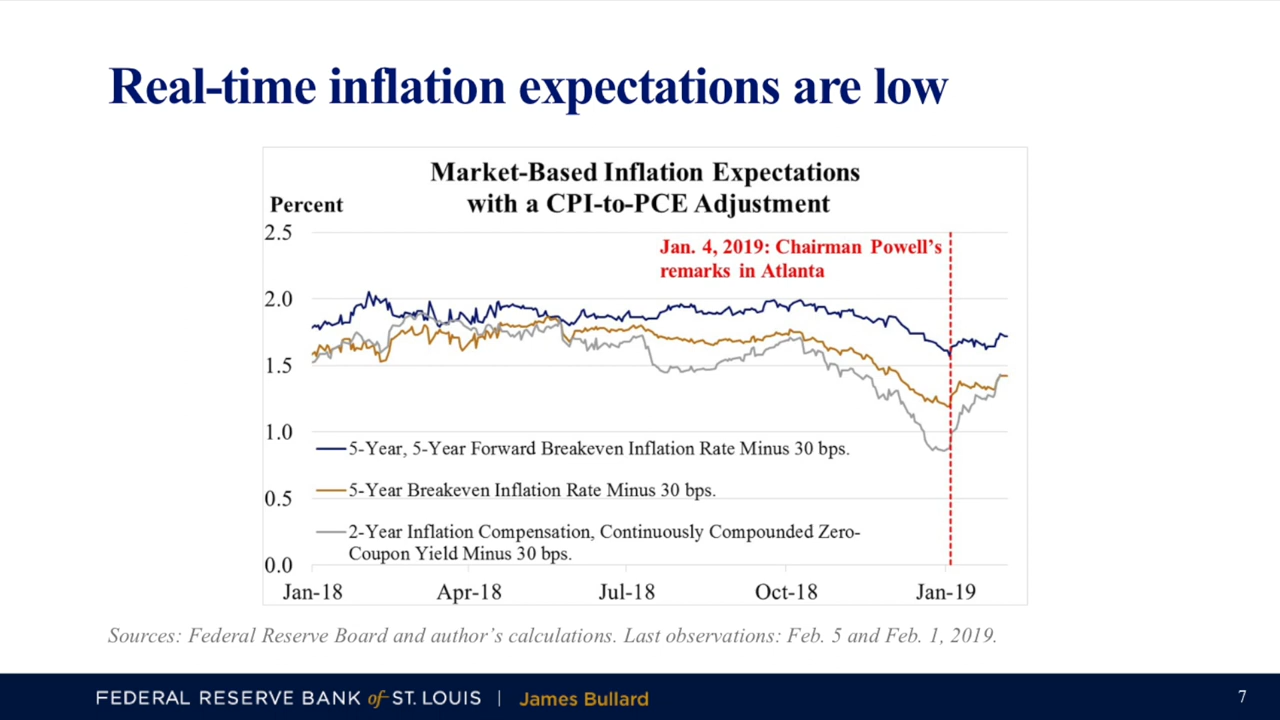 Real-time inflation expectations are low
Market-Based Inflation Expectations
with a CPI-to-PCE Adjustment
Percent
2.5
Jan. 4, 2019: Chairman Powell's
remarks in Atlanta
2.0
1.5
1.0
5-Year, 5-Year Forward Breakeven Inflation Rate Minus 30 bps.
5-Year Breakeven Inflation Rate Minus 30 bps.
0.5
2-Year Inflation Compensation, Continuously Compounded Zero-
Coupon Yield Minus 30 bps.
0.0
Jan-18 Apr-18 Jul-18 Oct-18 Jan-19
Sources: Federal Reserve Board and author's calculations. Last observations: Feb. 5 and Feb. 1, 2019.
FEDERAL RESERVE BANK of ST. LOUIS | James Bullard 7